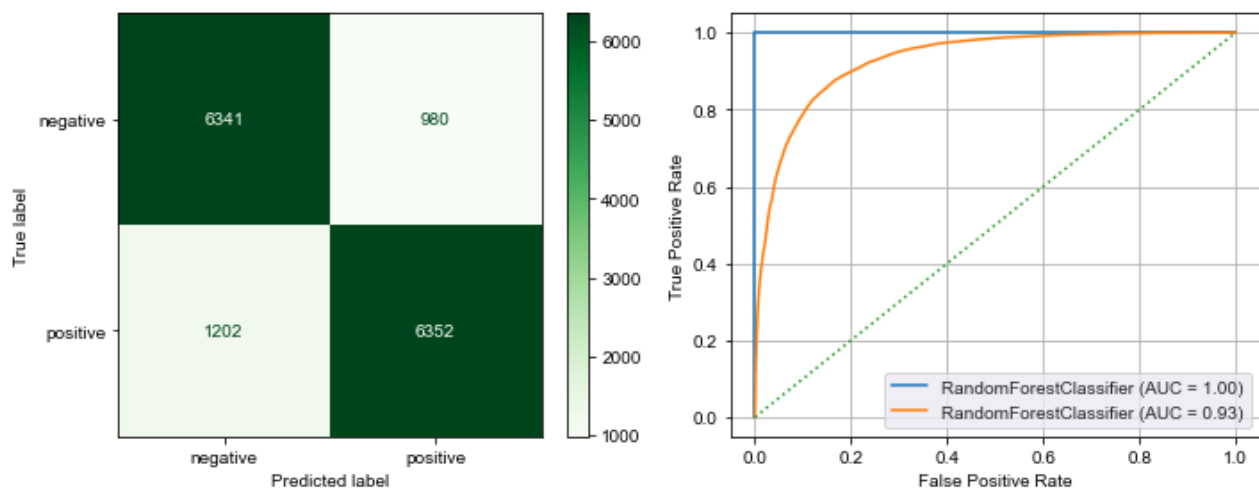 6000
5000
4000
3000
2000
1000
negative
positive
True label
6341
980
1202
6352
negative
positive
Predicted label
1.0
0.8
0.6
0.4
0.2
0.0
True Positive Rate
0.0
0.2
0.4
0.6
0.8
1.0
False Positive Rate
RandomForestClassifier (AUC = 1.00)
RandomForestClassifier (AUC = 0.93)